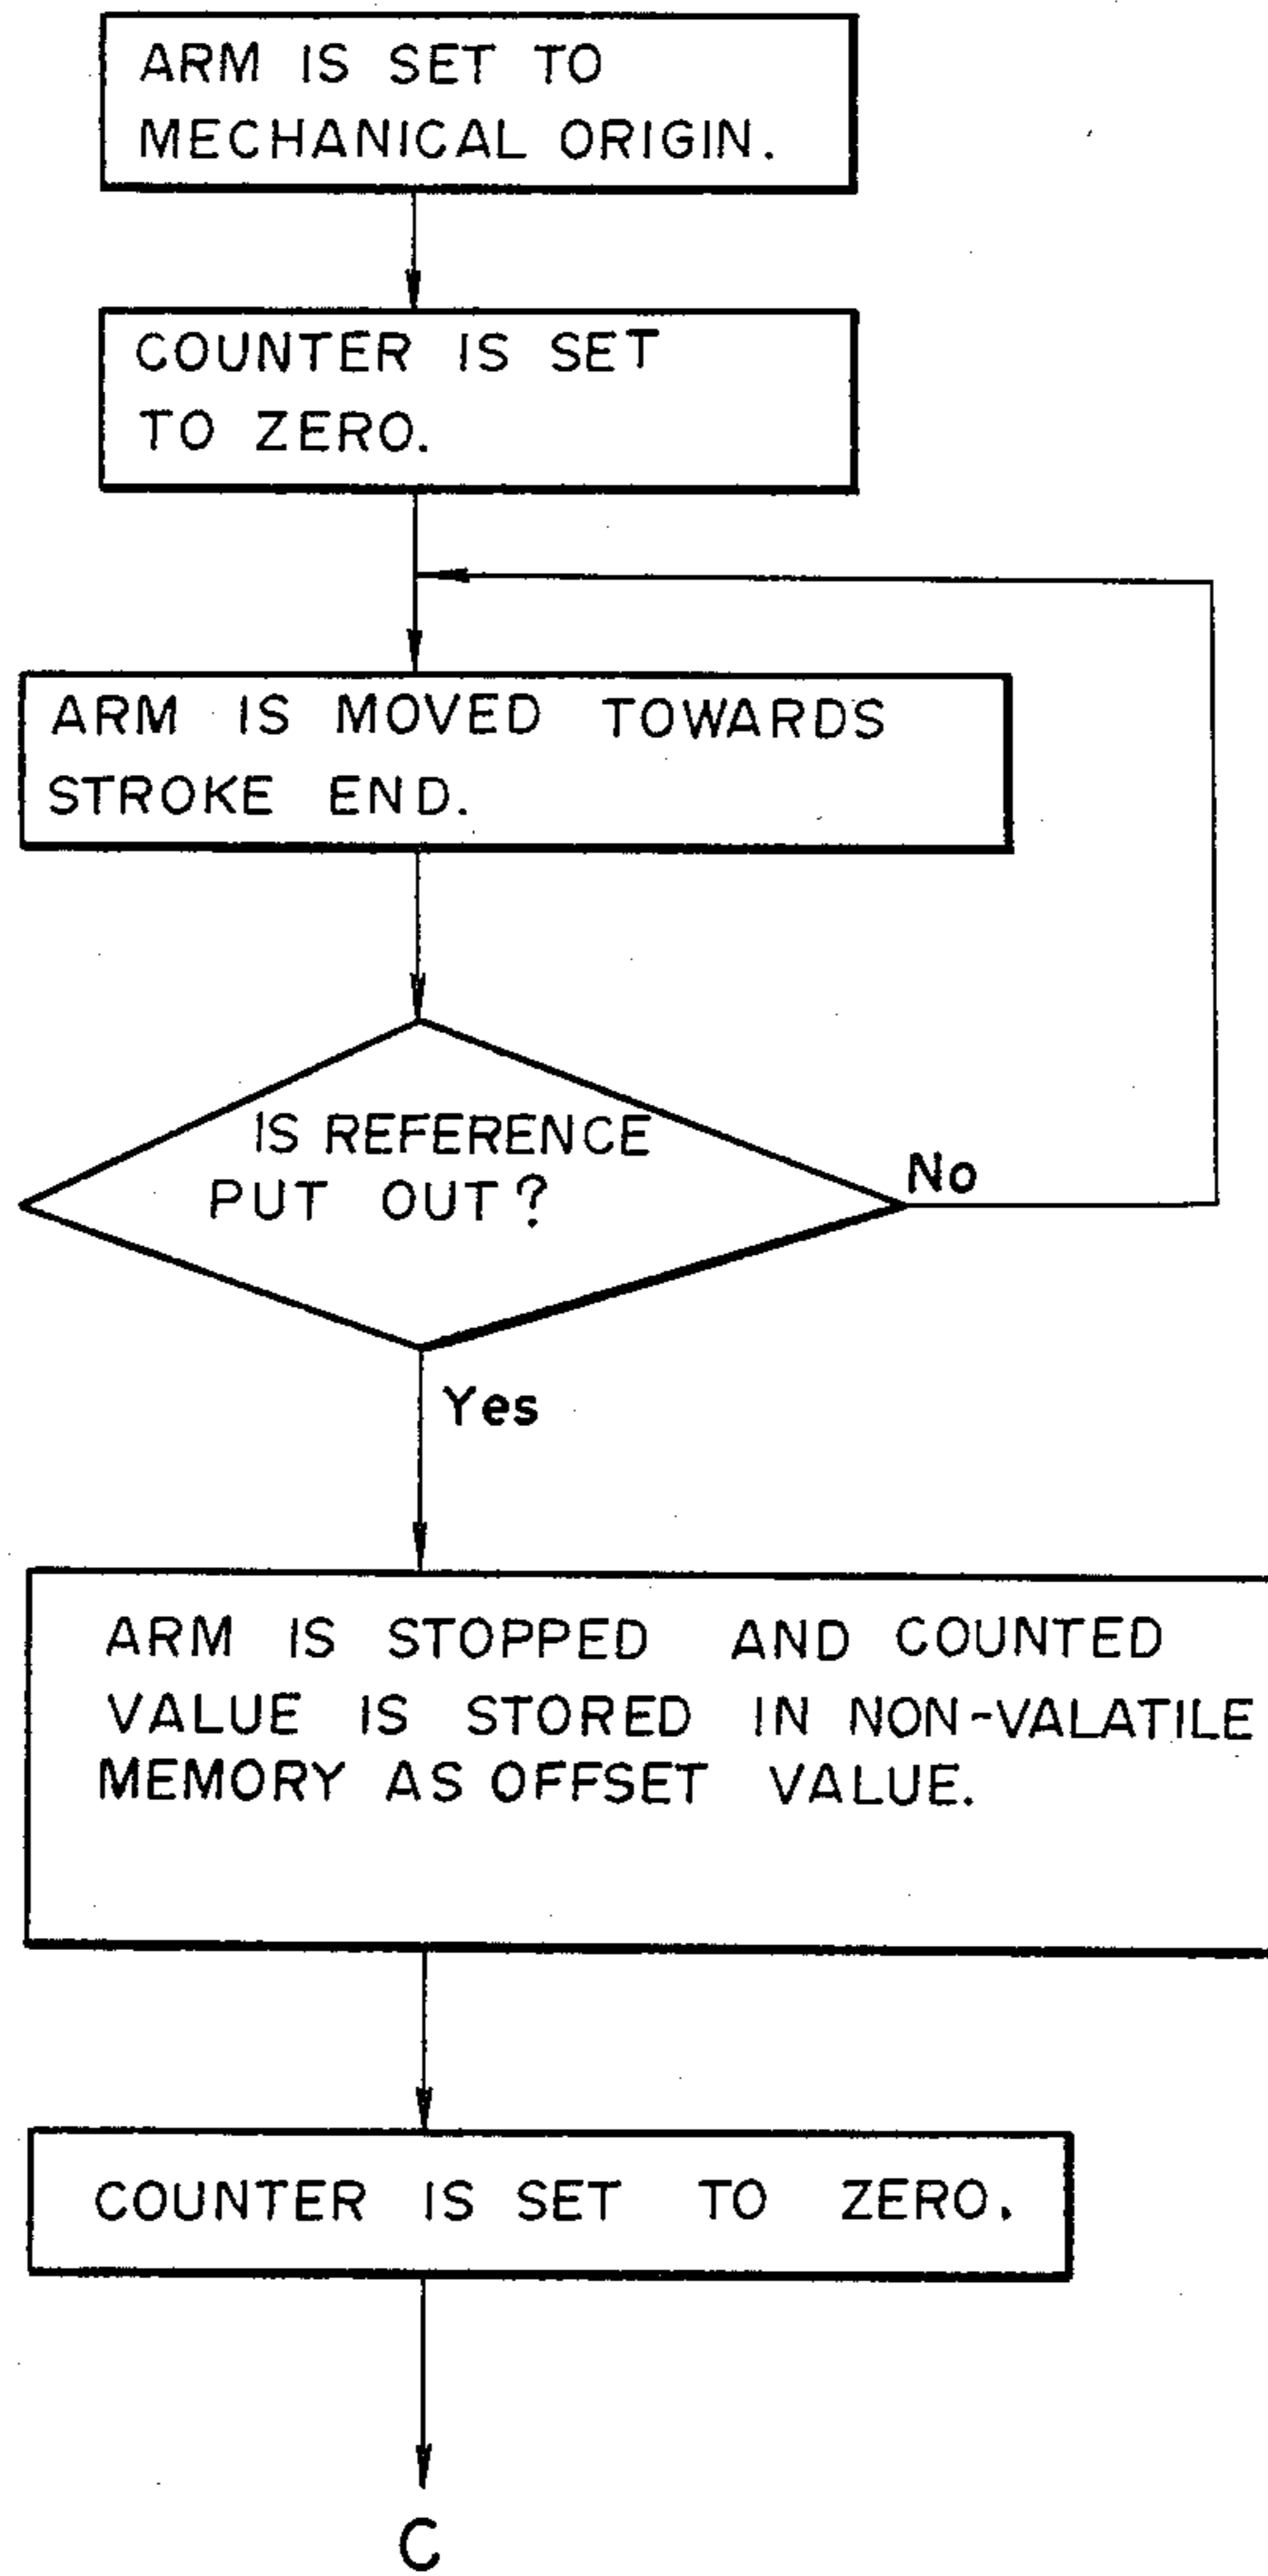 ARM IS SET TO
MECHANICAL ORIGIN.
COUNTER IS SET
TO ZERO.
ARM IS MOVED TOWARDS
STROKE END.
IS REFERENCE
PUT OUT?
No
Yes
ARM IS STOPPED AND COUNTED
VALUE IS STORED IN NON-VALATILE
MEMORY AS OFFSET VALUE.
COUNTER IS SET TO ZERO.
C